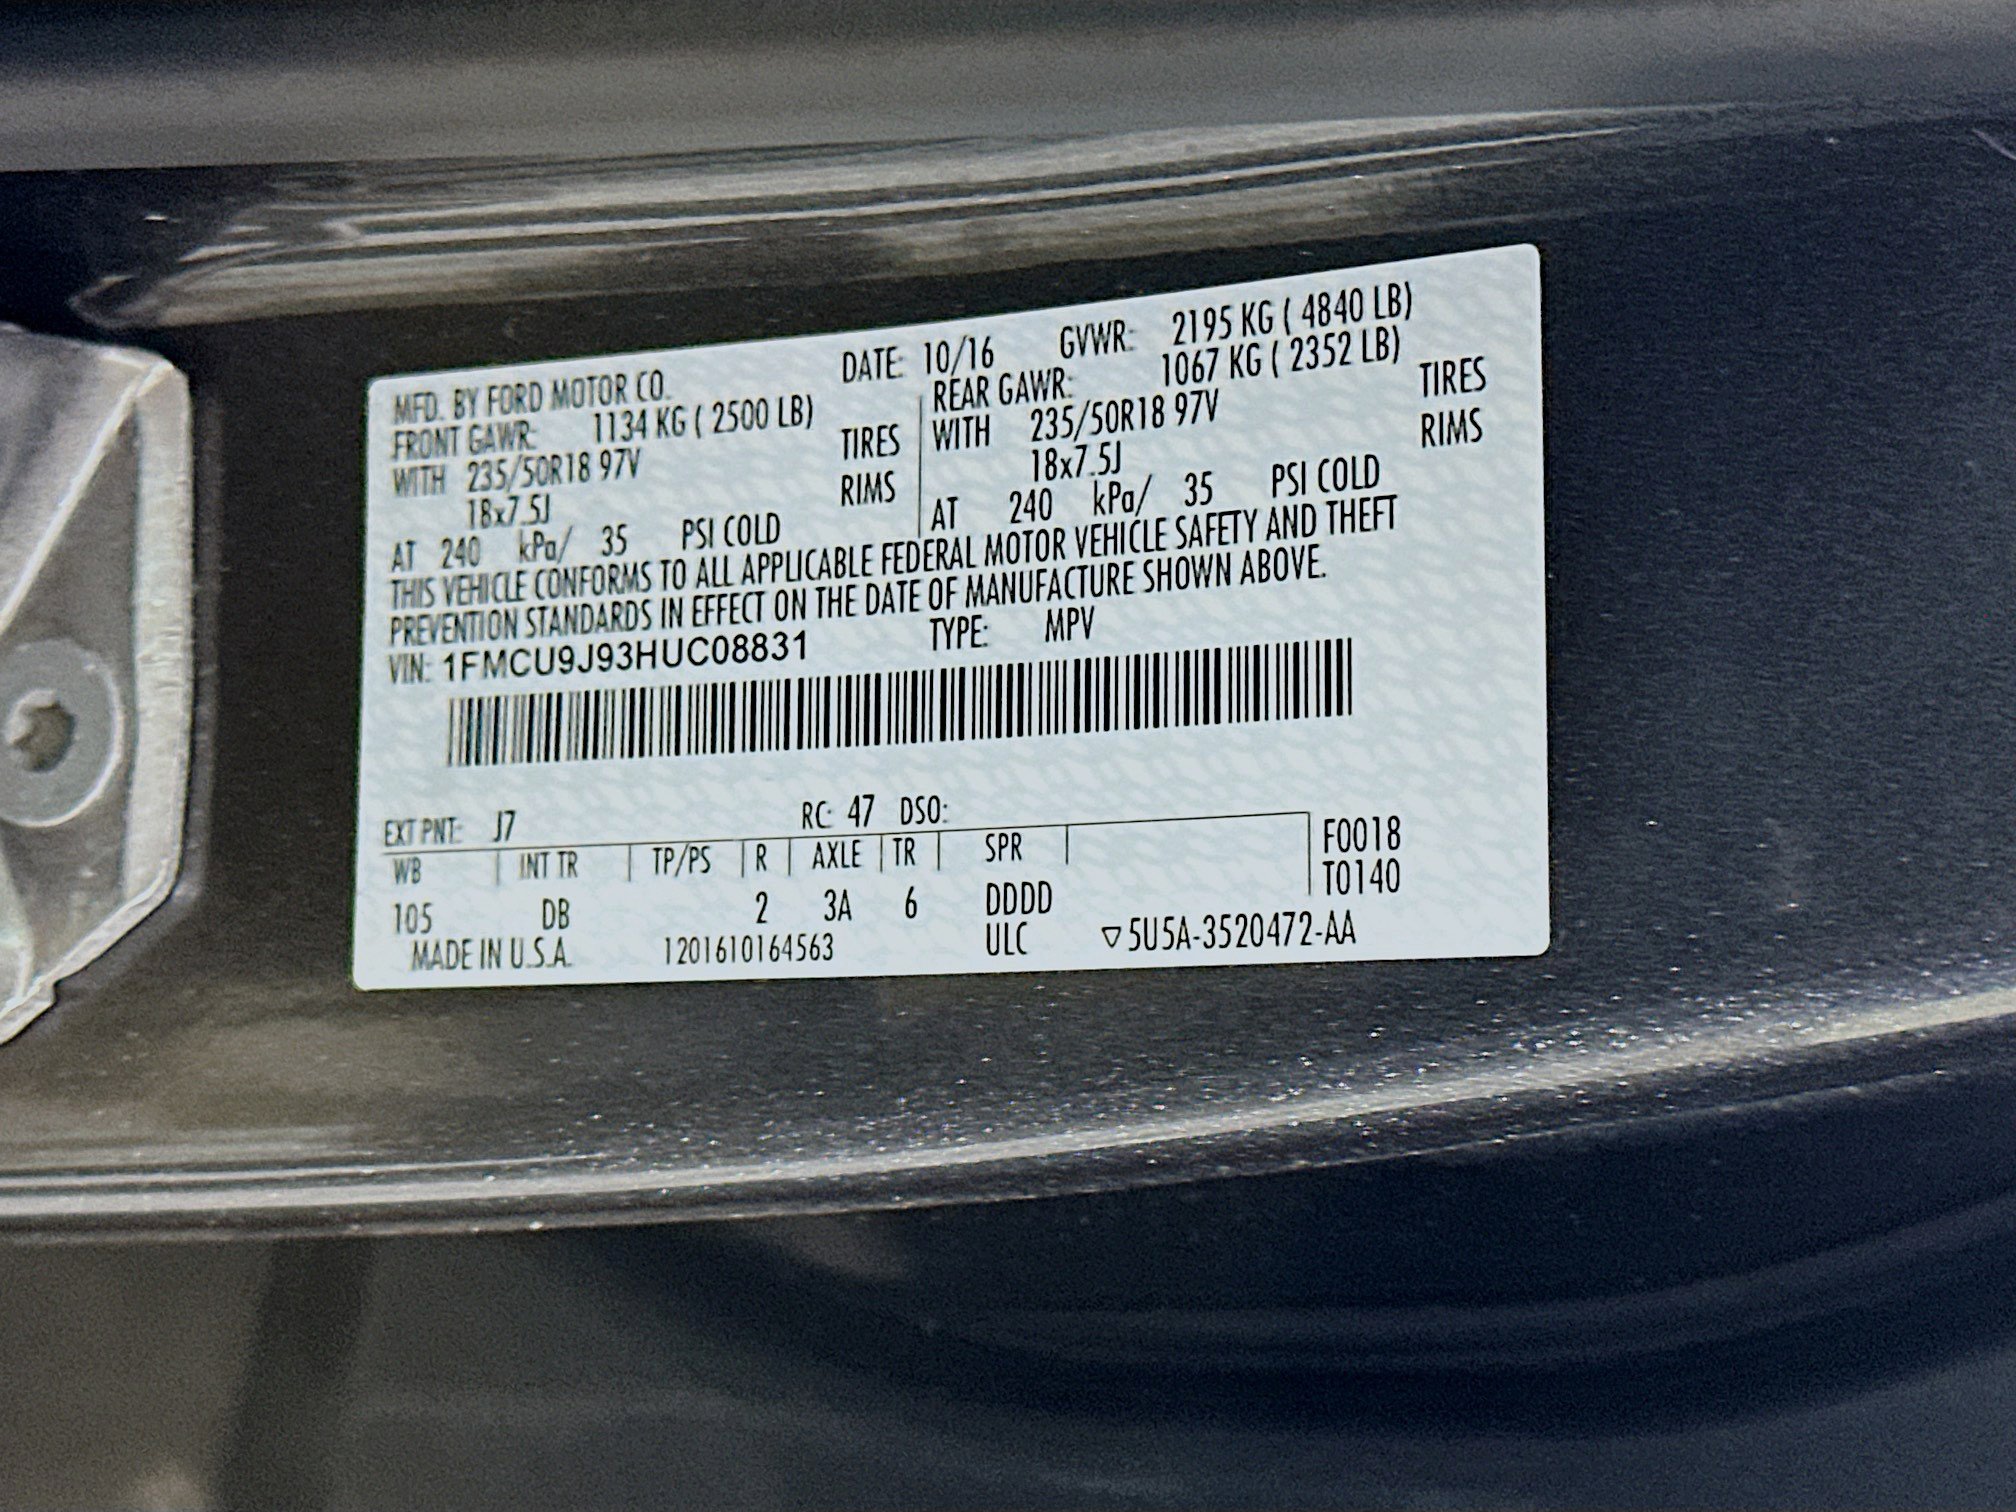 MFD. BY FORD MOTOR CO. DATE: 10/16 GVWR: 2195 KG ( 4840 LB)
FRONT GAWR: 1134 KG ( 2500 LB) REAR GAWR: 1067 KG ( 2352 LB)
WITH 235/50R18 97V TIRES WITH 235/50R18 97V TIRES
18x7.5J RIMS 18x7.5J RIMS
AT 240 kPa/ 35 PSI COLD AT 240 kPa/ 35 PSI COLD
THIS VEHICLE CONFORMS TO ALL APPLICABLE FEDERAL MOTOR VEHICLE SAFETY AND THEFT
PREVENTION STANDARDS IN EFFECT ON THE DATE OF MANUFACTURE SHOWN ABOVE.
VIN: 1FMCU9J93HUC08831 TYPE: MPV
EXT PNT: J7 RC: 47 DSO:
WB INT TR TP/PS R AXLE TR SPR F0018
T0140
105 DB 2 3A 6 DDDD
MADE IN U.S.A. 1201610164563 ULC ▽5U5A-3520472-AA